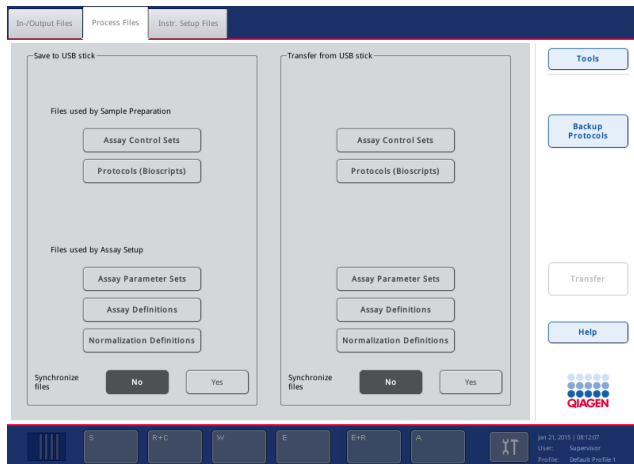 In-/Output Files
Process Files
Instr. Setup Files
Save to USB stick
Transfer from USB stick
Tools
Files used by Sample Preparation
Backup
Protocols
Assay Control Sets
Assay Control Sets
Protocols (Bioscripts)
Protocols (Bioscripts)
Files used by Assay Setup
Assay Parameter Sets
Assay Parameter Sets
Transfer
Assay Definitions
Assay Definitions
Normalization Definitions
Normalization Definitions
Help
Synchronize
files
No
Yes
Synchronize
files
No
Yes
QIAGEN
S
R+C
W
E
E+R
A
Jan 21, 2015 | 08:12:07
User: Supervisor
Profile: Default Profile 1